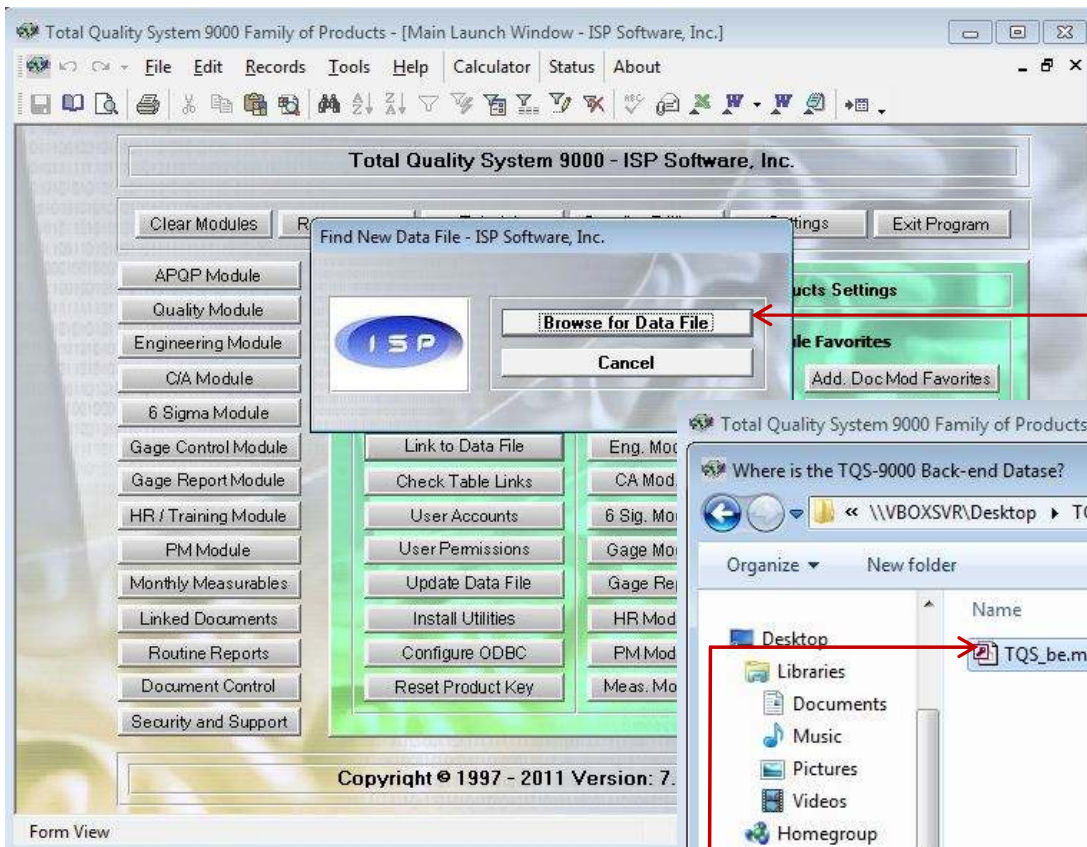 Total Quality System 9000 Family of Products - [Main Launch Window - ISP Software, Inc.]
File Edit Records Tools Help Calculator Status About
Total Quality System 9000 - ISP Software, Inc.
Clear Modules
Exit Program
Find New Data File - ISP Software, Inc.
ISP
Browse for Data File
Cancel
APQP Module
Quality Module
Engineering Module
C/A Module
6 Sigma Module
Gage Control Module
Gage Report Module
HR / Training Module
PM Module
Monthly Measurables
Linked Documents
Routine Reports
Document Control
Security and Support
Link to Data File
Check Table Links
User Accounts
User Permissions
Update Data File
Install Utilities
Configure ODBC
Reset Product Key
Eng. Mod
CA Mod.
6 Sig. Mo
Gage Mo
Gage Re
HR Mod
PM Mod
Meas. Mo
ucts Settings
le Favorites
Add. DocMod Favorites
Copyright © 1997 - 2011 Version: 7.
Form View
Total Quality System 9000 Family of Products
Where is the TQS-9000 Back-end Datase?
« \\VBOXSVR\Desktop
Organize New folder
Name
TQS_be.m
Desktop
Libraries
Documents
Music
Pictures
Videos
Homegroup